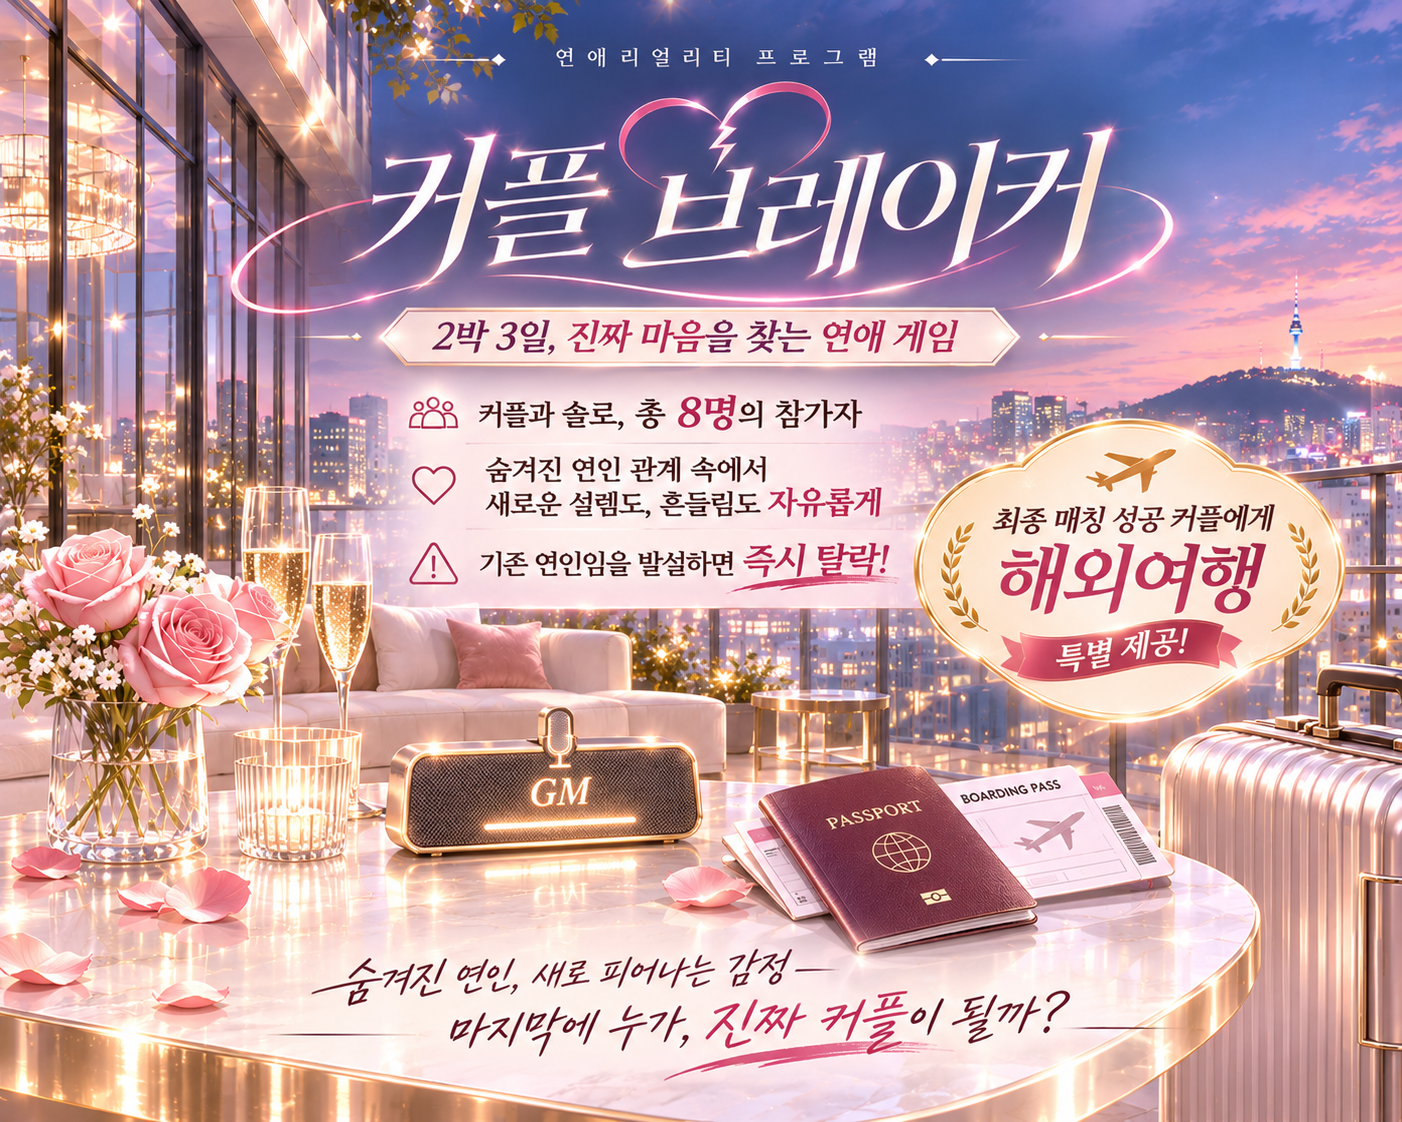 연애리얼리티 프로그램
커플 브레이커
2박 3일, 진짜 마음을 찾는 연애 게임
커플과 솔로, 총 8명의 참가자
숨겨진 연인 관계 속에서
새로운 설렘도, 흔들림도 자유롭게
기존 연인임을 발설하면 즉시 탈락!
최종 매칭 성공 커플에게
해외여행
특별 제공!
GM
PASSPORT
BOARDING PASS
숨겨진 연인, 새로 피어나는 감정
마지막에 누가, 진짜 커플이 될까?